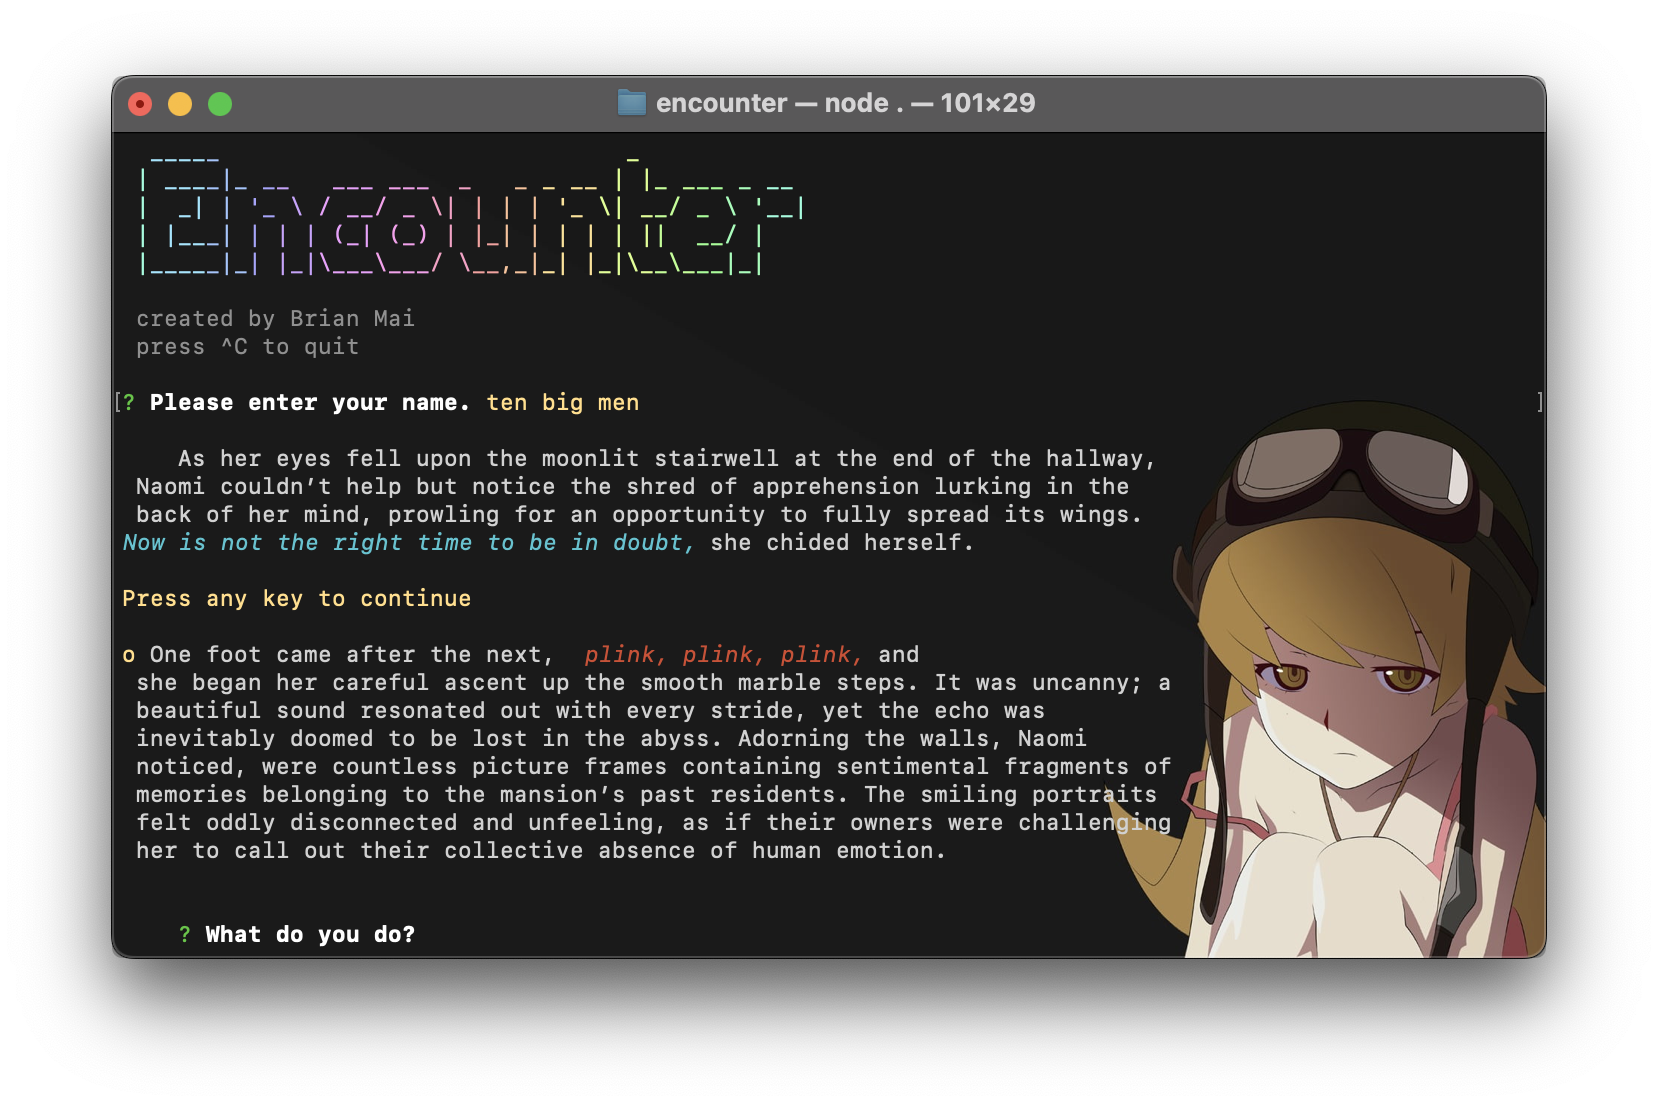 encounter — node . — 101×29
Encounter
created by Brian Mai
press ^C to quit
[? Please enter your name. ten big men ]
As her eyes fell upon the moonlit stairwell at the end of the hallway,
Naomi couldn’t help but notice the shred of apprehension lurking in the
back of her mind, prowling for an opportunity to fully spread its wings.
Now is not the right time to be in doubt, she chided herself.
Press any key to continue
o One foot came after the next, plink, plink, plink, and
she began her careful ascent up the smooth marble steps. It was uncanny; a
beautiful sound resonated out with every stride, yet the echo was
inevitably doomed to be lost in the abyss. Adorning the walls, Naomi
noticed, were countless picture frames containing sentimental fragments of
memories belonging to the mansion’s past residents. The smiling portraits
felt oddly disconnected and unfeeling, as if their owners were challenging
her to call out their collective absence of human emotion.
? What do you do?